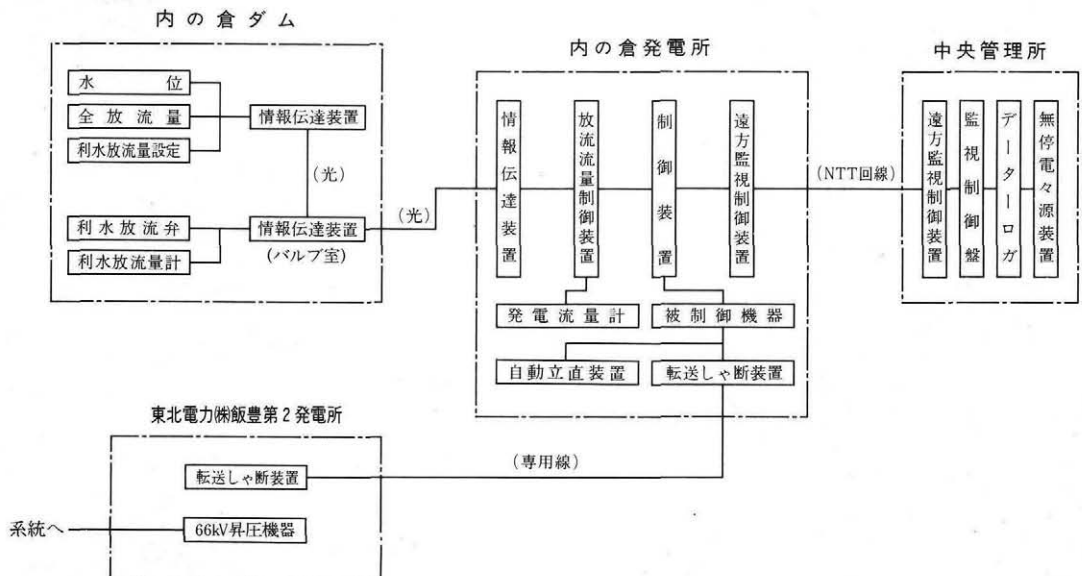 内の倉ダム
水位
全放流量
利水放流量設定
情報伝達装置
(光)
利水放流弁
利水放流量計
情報伝達装置
(バルブ室)
(光)
内の倉発電所
情報伝達装置
放流流量制御装置
制御装置
遠方監視制御装置
発電流量計
被制御機器
自動立直装置
転送しゃ断装置
(NTT回線)
中央管理所
遠方監視制御装置
監視制御盤
データーロガ
無停電々源装置
東北電力㈱飯豊第2発電所
転送しゃ断装置
(専用線)
系統へ
66kV昇圧機器